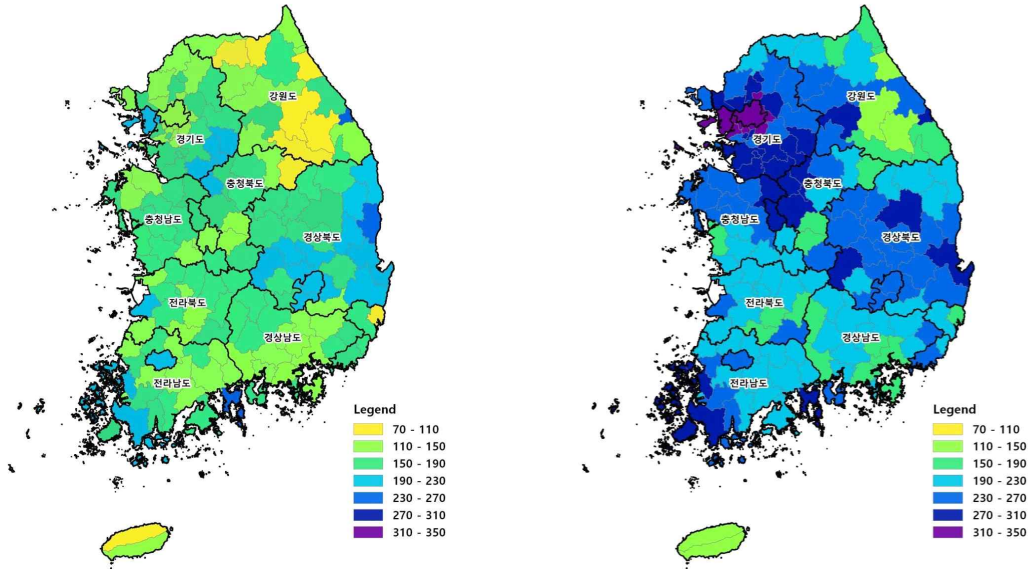 강원도
경기도
충청북도
충청남도
경상북도
전라북도
경상남도
전라남도
Legend
70 - 110
110 - 150
150 - 190
190 - 230
230 - 270
270 - 310
310 - 350
강원도
경기도
충청북도
충청남도
경상북도
전라북도
경상남도
전라남도
Legend
70 - 110
110 - 150
150 - 190
190 - 230
230 - 270
270 - 310
310 - 350